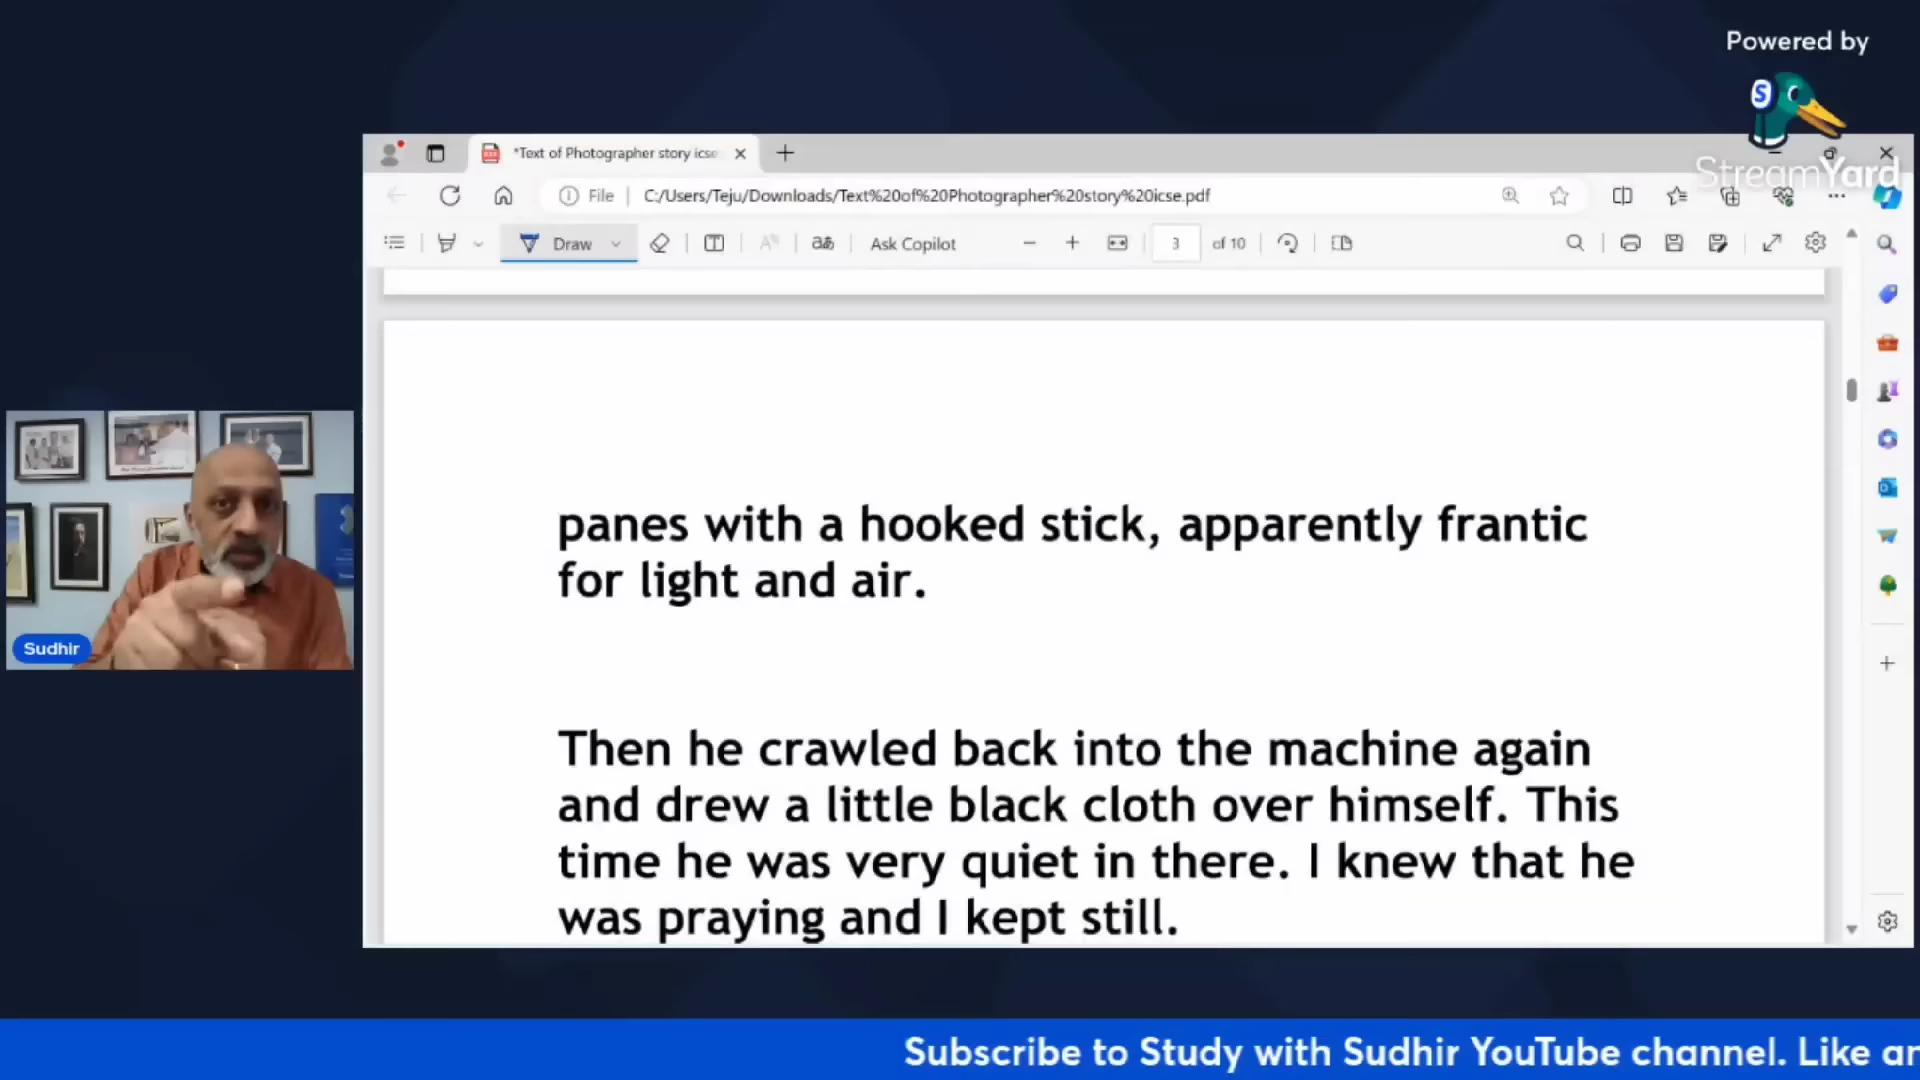 Powered by
S
StreamYard
*Text of Photographer story icse
File
C:/Users/Teju/Downloads/Text%20of%20Photographer%20story%20icse.pdf
Draw
aあ
Ask Copilot
3
of 10
panes with a hooked stick, apparently frantic
for light and air.
Then he crawled back into the machine again
and drew a little black cloth over himself. This
time he was very quiet in there. I knew that he
was praying and I kept still.
Sudhir
Subscribe to Study with Sudhir YouTube channel. Like an